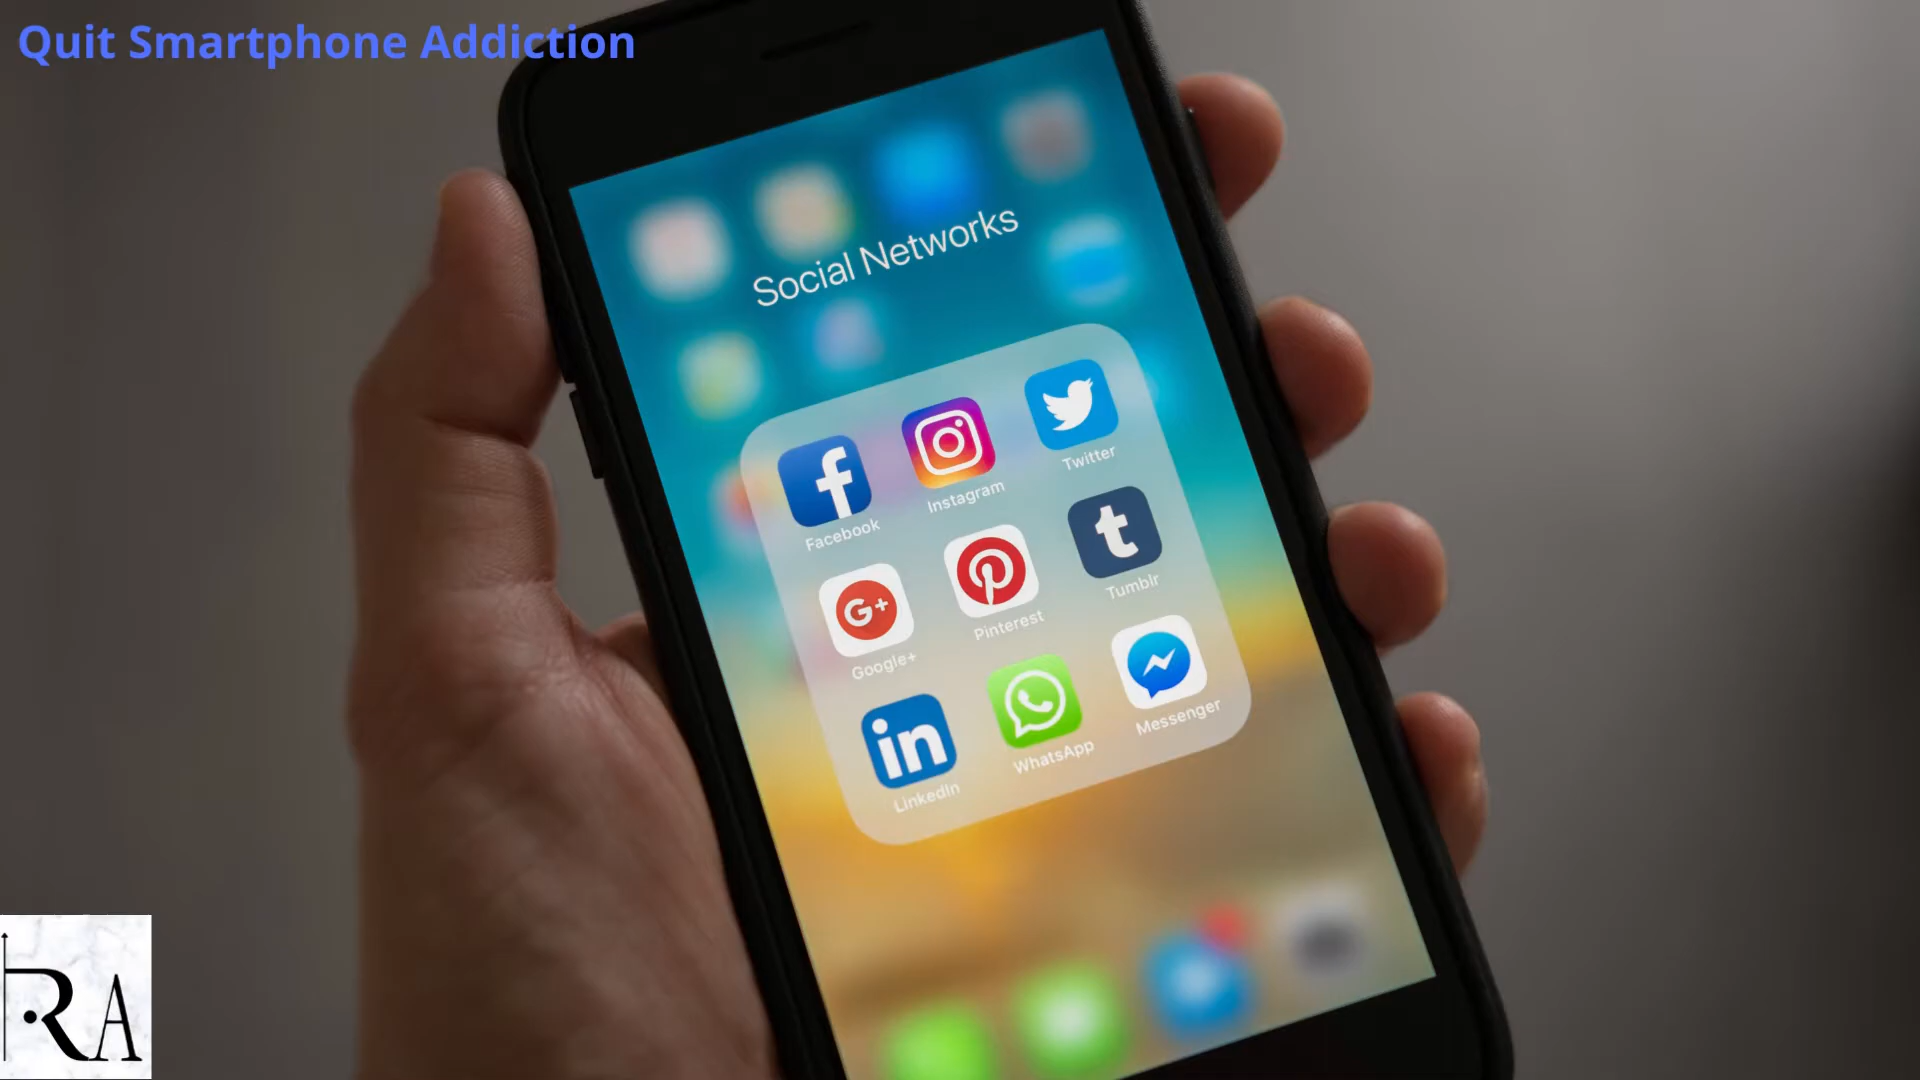 Quit Smartphone Addiction
Social Networks
Facebook
Instagram
Twitter
Google+
Pinterest
Tumblr
LinkedIn
WhatsApp
Messenger
RA